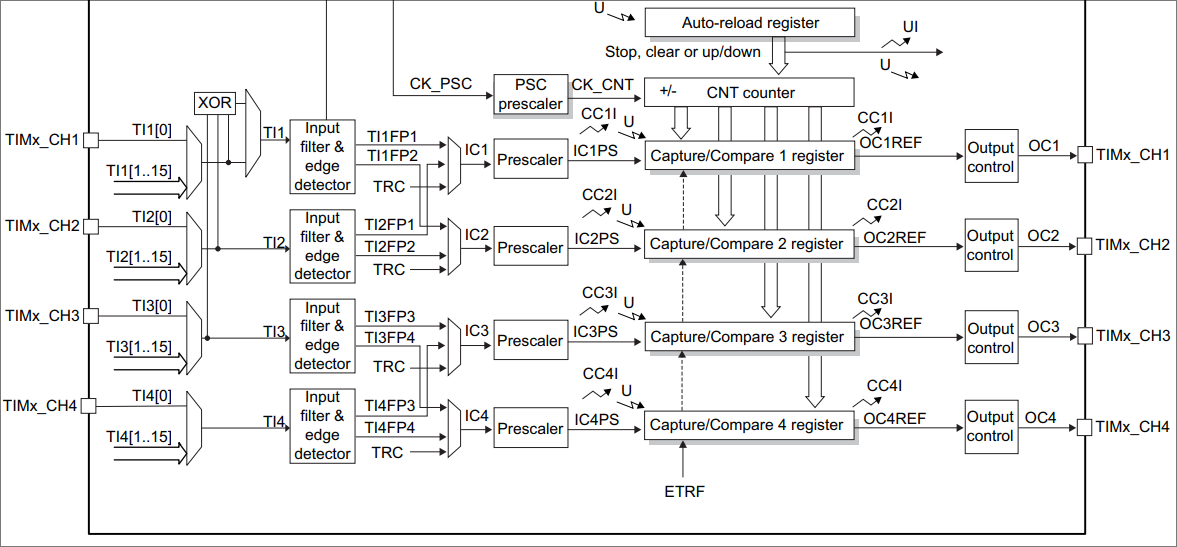 U
Auto-reload register
UI
Stop, clear or up/down
U
CK_PSC
PSC
prescaler
CK_CNT
+/-
CNT counter
XOR
CC1I
U
CC1I
TIMx_CH1
TI1[0]
TI1
Input
filter &
edge
detector
TI1FP1
TI1FP2
TRC
IC1
Prescaler
IC1PS
Capture/Compare 1 register
OC1REF
Output
control
OC1
TIMx_CH1
TI1[1..15]
CC2I
U
CC2I
TIMx_CH2
TI2[0]
TI2
Input
filter &
edge
detector
TI2FP1
TI2FP2
TRC
IC2
Prescaler
IC2PS
Capture/Compare 2 register
OC2REF
Output
control
OC2
TIMx_CH2
TI2[1..15]
CC3I
U
CC3I
TIMx_CH3
TI3[0]
TI3
Input
filter &
edge
detector
TI3FP3
TI3FP4
TRC
IC3
Prescaler
IC3PS
Capture/Compare 3 register
OC3REF
Output
control
OC3
TIMx_CH3
TI3[1..15]
CC4I
U
CC4I
TIMx_CH4
TI4[0]
TI4
Input
filter &
edge
detector
TI4FP3
TI4FP4
TRC
IC4
Prescaler
IC4PS
Capture/Compare 4 register
OC4REF
Output
control
OC4
TIMx_CH4
TI4[1..15]
ETRF